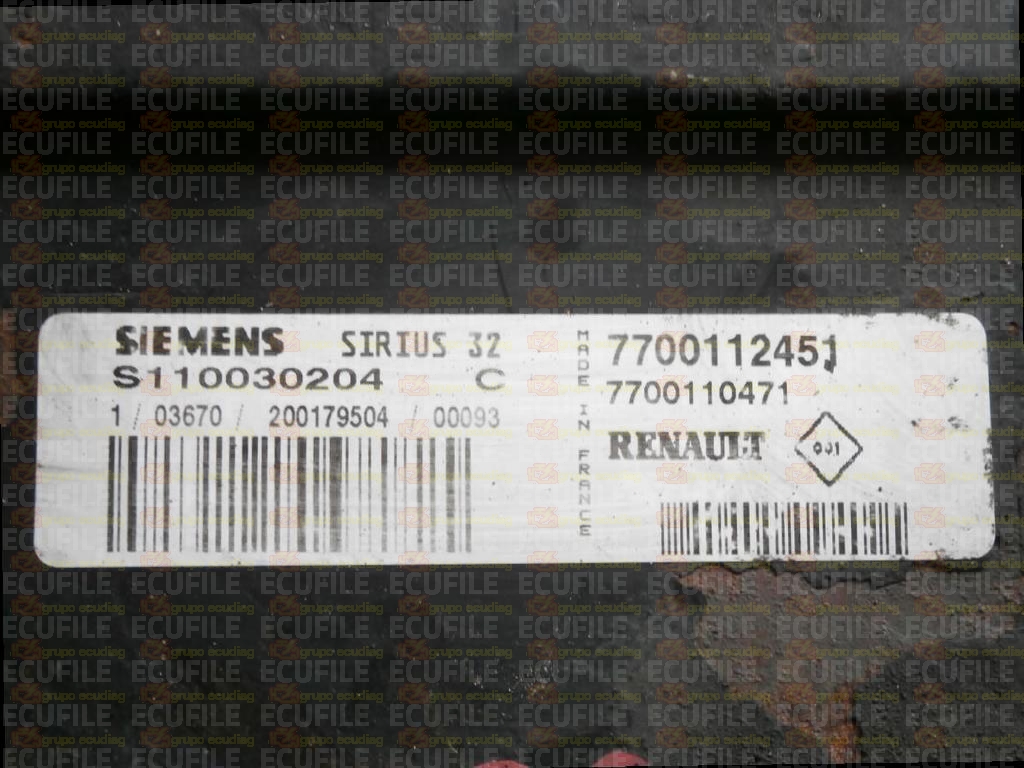 SIEMENS SIRIUS 32
S110030204 C
1 / 03670 / 200179504 / 00093
MADE IN FRANCE
7700112451
7700110471
RENAULT
ECUFILE
grupo ecudiag